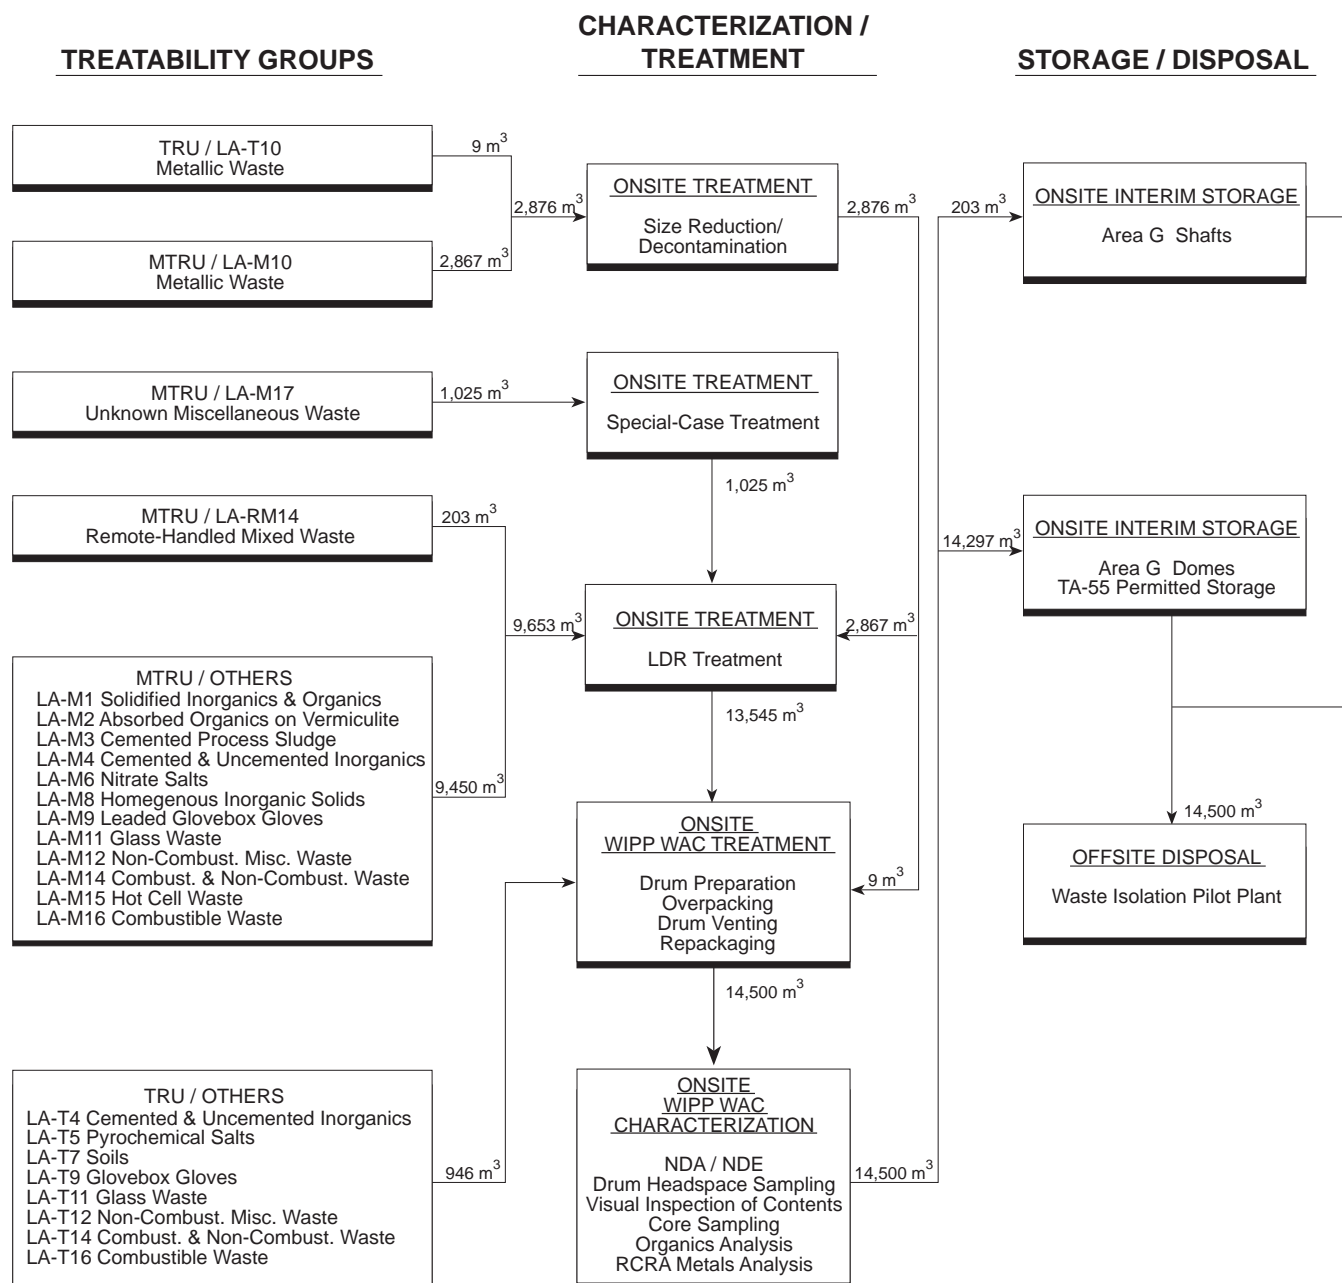 TREATABILITY GROUPS
CHARACTERIZATION /
TREATMENT
STORAGE / DISPOSAL
TRU / LA-T10
Metallic Waste
9 m³
MTRU / LA-M10
Metallic Waste
2,867 m³
2,876 m³
ONSITE TREATMENT
Size Reduction/
Decontamination
2,876 m³
MTRU / LA-M17
Unknown Miscellaneous Waste
1,025 m³
ONSITE TREATMENT
Special-Case Treatment
1,025 m³
MTRU / LA-RM14
Remote-Handled Mixed Waste
203 m³
9,653 m³
ONSITE TREATMENT
LDR Treatment
2,867 m³
13,545 m³
MTRU / OTHERS
LA-M1 Solidified Inorganics & Organics
LA-M2 Absorbed Organics on Vermiculite
LA-M3 Cemented Process Sludge
LA-M4 Cemented & Uncemented Inorganics
LA-M6 Nitrate Salts
LA-M8 Homegenous Inorganic Solids
LA-M9 Leaded Glovebox Gloves
LA-M11 Glass Waste
LA-M12 Non-Combust. Misc. Waste
LA-M14 Combust. & Non-Combust. Waste
LA-M15 Hot Cell Waste
LA-M16 Combustible Waste
9,450 m³
ONSITE
WIPP WAC TREATMENT
Drum Preparation
Overpacking
Drum Venting
Repackaging
9 m³
14,500 m³
TRU / OTHERS
LA-T4 Cemented & Uncemented Inorganics
LA-T5 Pyrochemical Salts
LA-T7 Soils
LA-T9 Glovebox Gloves
LA-T11 Glass Waste
LA-T12 Non-Combust. Misc. Waste
LA-T14 Combust. & Non-Combust. Waste
LA-T16 Combustible Waste
946 m³
ONSITE
WIPP WAC
CHARACTERIZATION
NDA / NDE
Drum Headspace Sampling
Visual Inspection of Contents
Core Sampling
Organics Analysis
RCRA Metals Analysis
14,500 m³
203 m³
ONSITE INTERIM STORAGE
Area G Shafts
14,297 m³
ONSITE INTERIM STORAGE
Area G Domes
TA-55 Permitted Storage
14,500 m³
OFFSITE DISPOSAL
Waste Isolation Pilot Plant